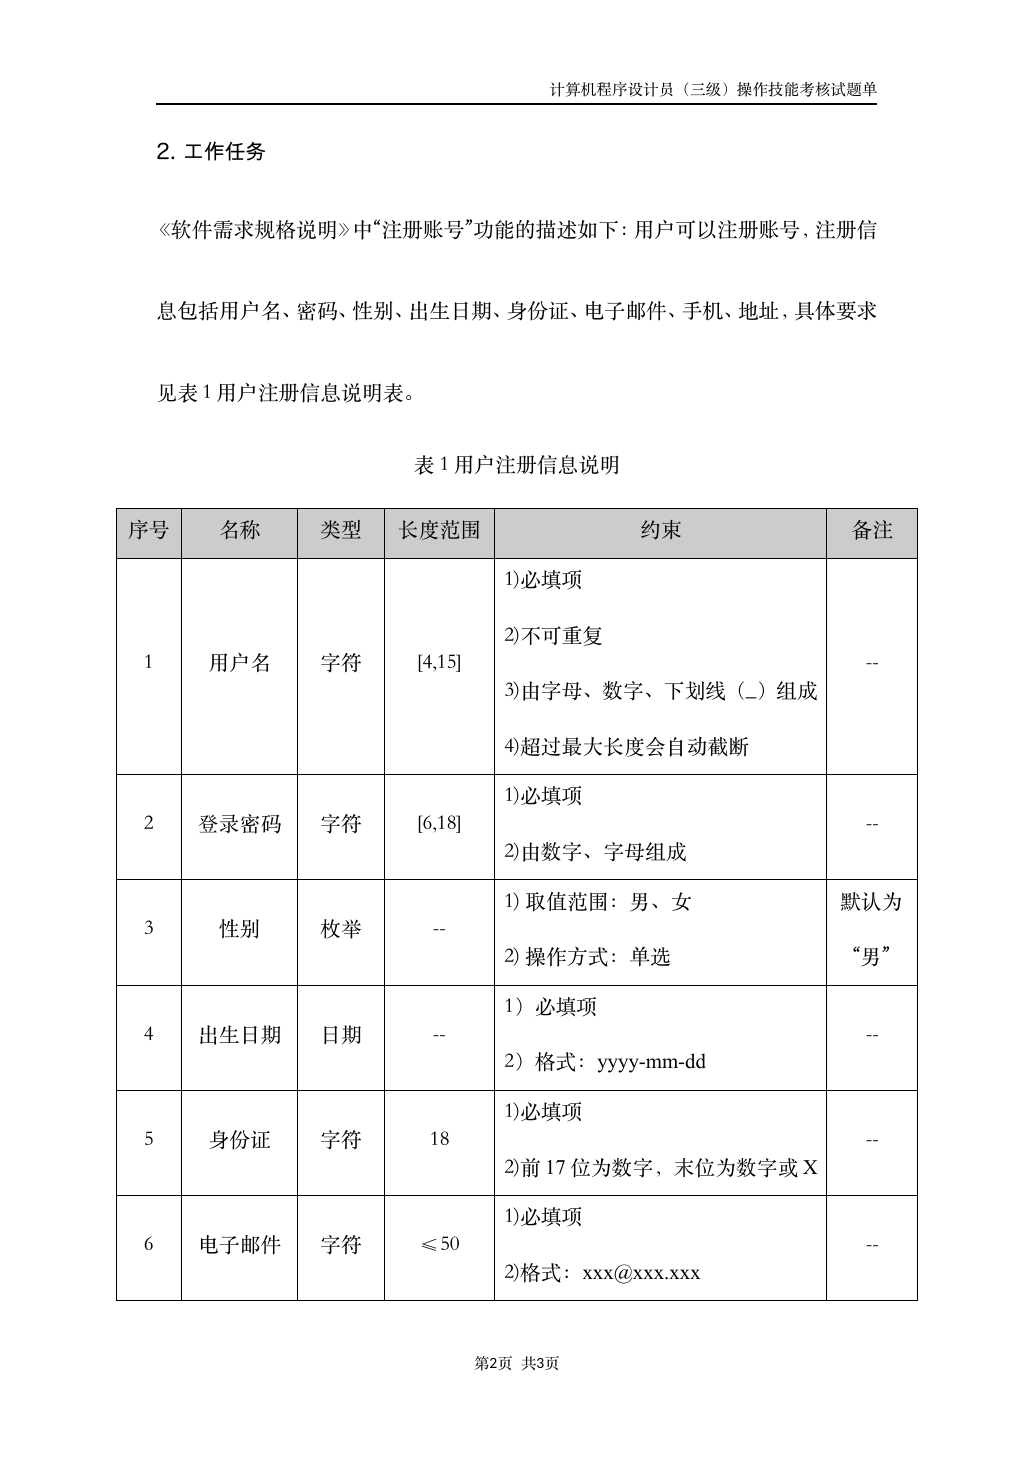 计算机程序设计员（三级）操作技能考核试题单
2. 工作任务
《软件需求规格说明》中“注册账号”功能的描述如下：用户可以注册账号，注册信
息包括用户名、密码、性别、出生日期、身份证、电子邮件、手机、地址，具体要求
见表 1 用户注册信息说明表。
表 1 用户注册信息说明
序号 名称 类型 长度范围 约束 备注
1 用户名 字符 [4,15] 1)必填项
2)不可重复
3)由字母、数字、下划线（_）组成
4)超过最大长度会自动截断 --
2 登录密码 字符 [6,18] 1)必填项
2)由数字、字母组成 --
3 性别 枚举 -- 1) 取值范围：男、女
2) 操作方式：单选 默认为
“男”
4 出生日期 日期 -- 1）必填项
2）格式：yyyy-mm-dd --
5 身份证 字符 18 1)必填项
2)前 17 位为数字，末位为数字或 X --
6 电子邮件 字符 ≤50 1)必填项
2)格式：xxx@xxx.xxx --
第2页 共3页